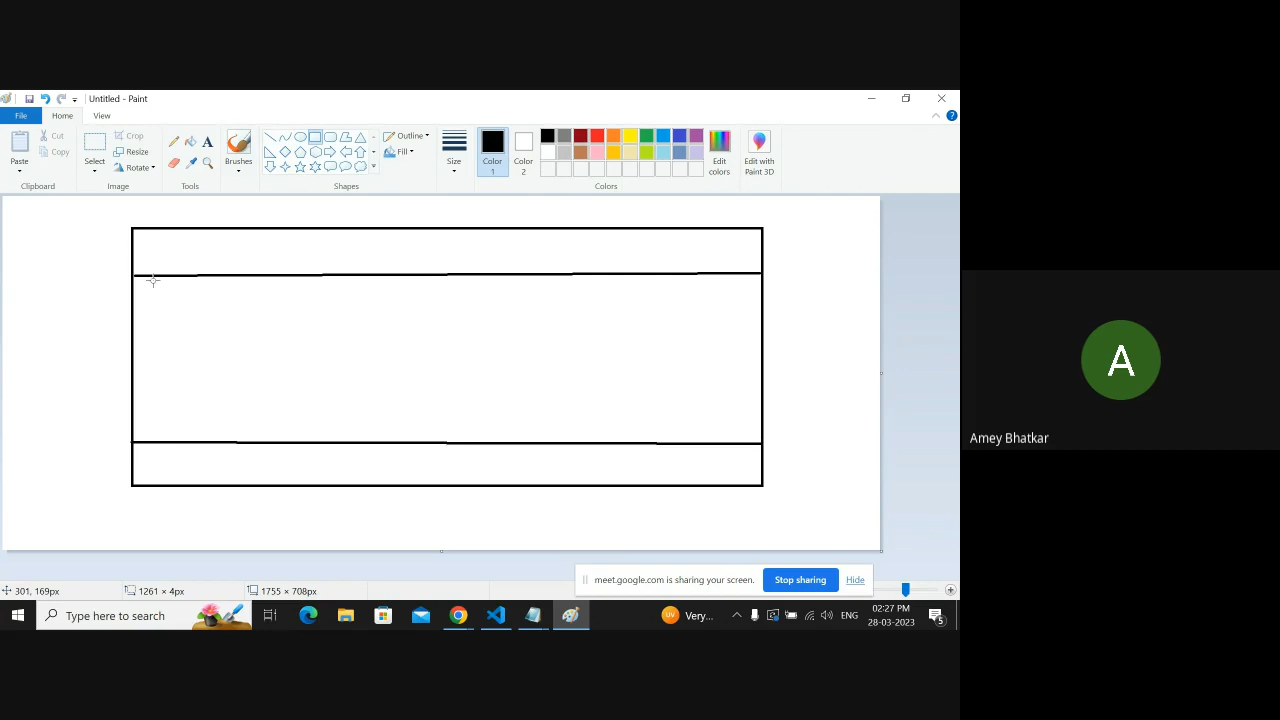 Untitled - Paint
File Home View
Paste
Cut
Copy
Clipboard
Select
Crop
Resize
Rotate
Image
A
Tools
Brushes
Outline
Fill
Shapes
Size
Color 1
Color 2
Edit colors
Colors
Edit with Paint 3D
A
Amey Bhatkar
meet.google.com is sharing your screen. Stop sharing Hide
301, 169px 1261 × 4px 1755 × 708px
Type here to search
UV Very... ENG
02:27 PM
28-03-2023
5